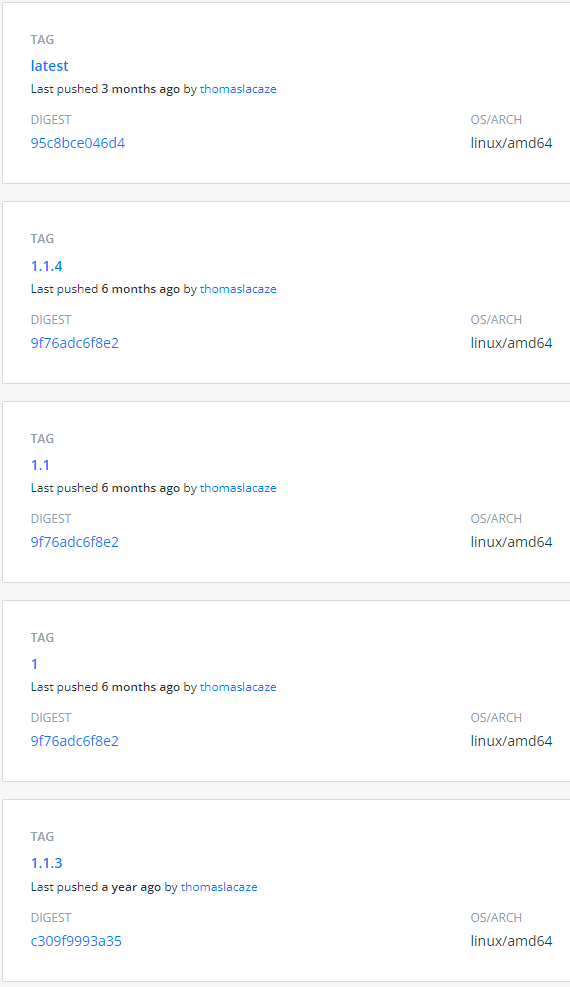 TAG
latest
Last pushed 3 months ago by thomaslacaze
DIGEST OS/ARCH
95c8bce046d4 linux/amd64
TAG
1.1.4
Last pushed 6 months ago by thomaslacaze
DIGEST OS/ARCH
9f76adc6f8e2 linux/amd64
TAG
1.1
Last pushed 6 months ago by thomaslacaze
DIGEST OS/ARCH
9f76adc6f8e2 linux/amd64
TAG
1
Last pushed 6 months ago by thomaslacaze
DIGEST OS/ARCH
9f76adc6f8e2 linux/amd64
TAG
1.1.3
Last pushed a year ago by thomaslacaze
DIGEST OS/ARCH
c309f9993a35 linux/amd64